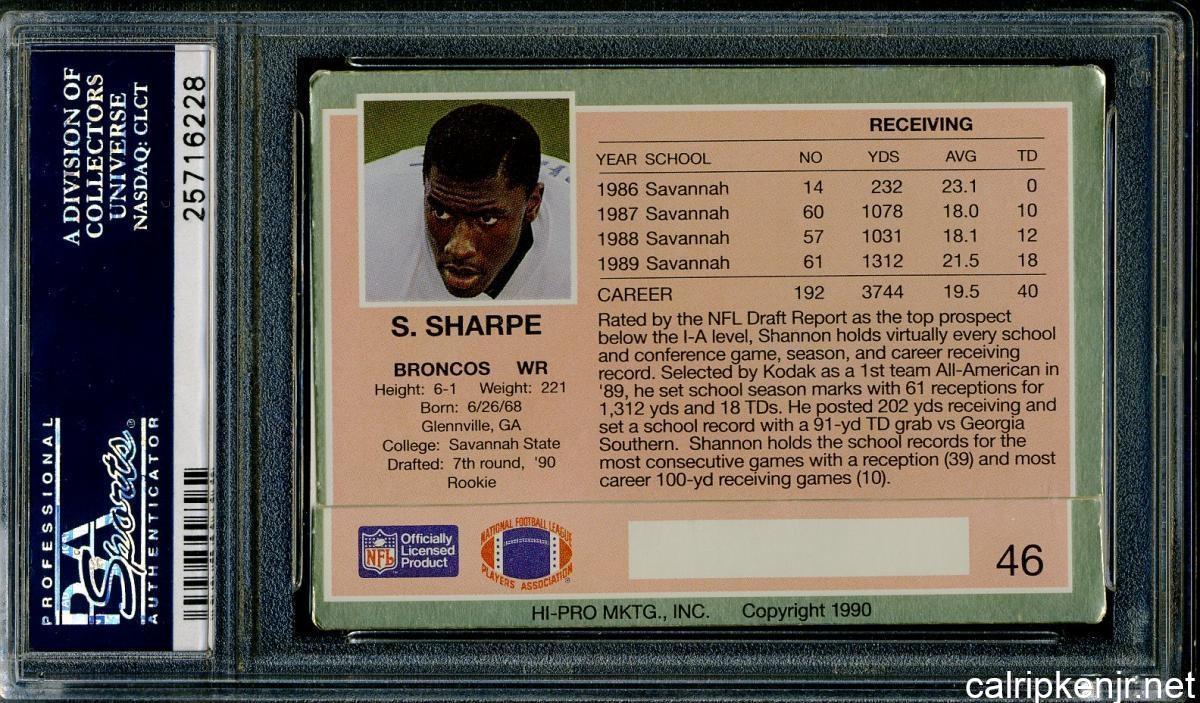 A DIVISION OF
COLLECTORS
UNIVERSE
NASDAQ: CLCT
25716228
PROFESSIONAL
PSA
Sports®
AUTHENTICATOR
RECEIVING
YEAR SCHOOL NO YDS AVG TD
1986 Savannah 14 232 23.1 0
1987 Savannah 60 1078 18.0 10
1988 Savannah 57 1031 18.1 12
1989 Savannah 61 1312 21.5 18
CAREER 192 3744 19.5 40
Rated by the NFL Draft Report as the top prospect
below the I-A level, Shannon holds virtually every school
and conference game, season, and career receiving
record. Selected by Kodak as a 1st team All-American in
'89, he set school season marks with 61 receptions for
1,312 yds and 18 TDs. He posted 202 yds receiving and
set a school record with a 91-yd TD grab vs Georgia
Southern. Shannon holds the school records for the
most consecutive games with a reception (39) and most
career 100-yd receiving games (10).
S. SHARPE
BRONCOS WR
Height: 6-1 Weight: 221
Born: 6/26/68
Glennville, GA
College: Savannah State
Drafted: 7th round, '90
Rookie
NFL
Officially
Licensed
Product
NATIONAL FOOTBALL LEAGUE
PLAYERS ASSOCIATION®
46
HI-PRO MKTG., INC. Copyright 1990
calripkenjr.net